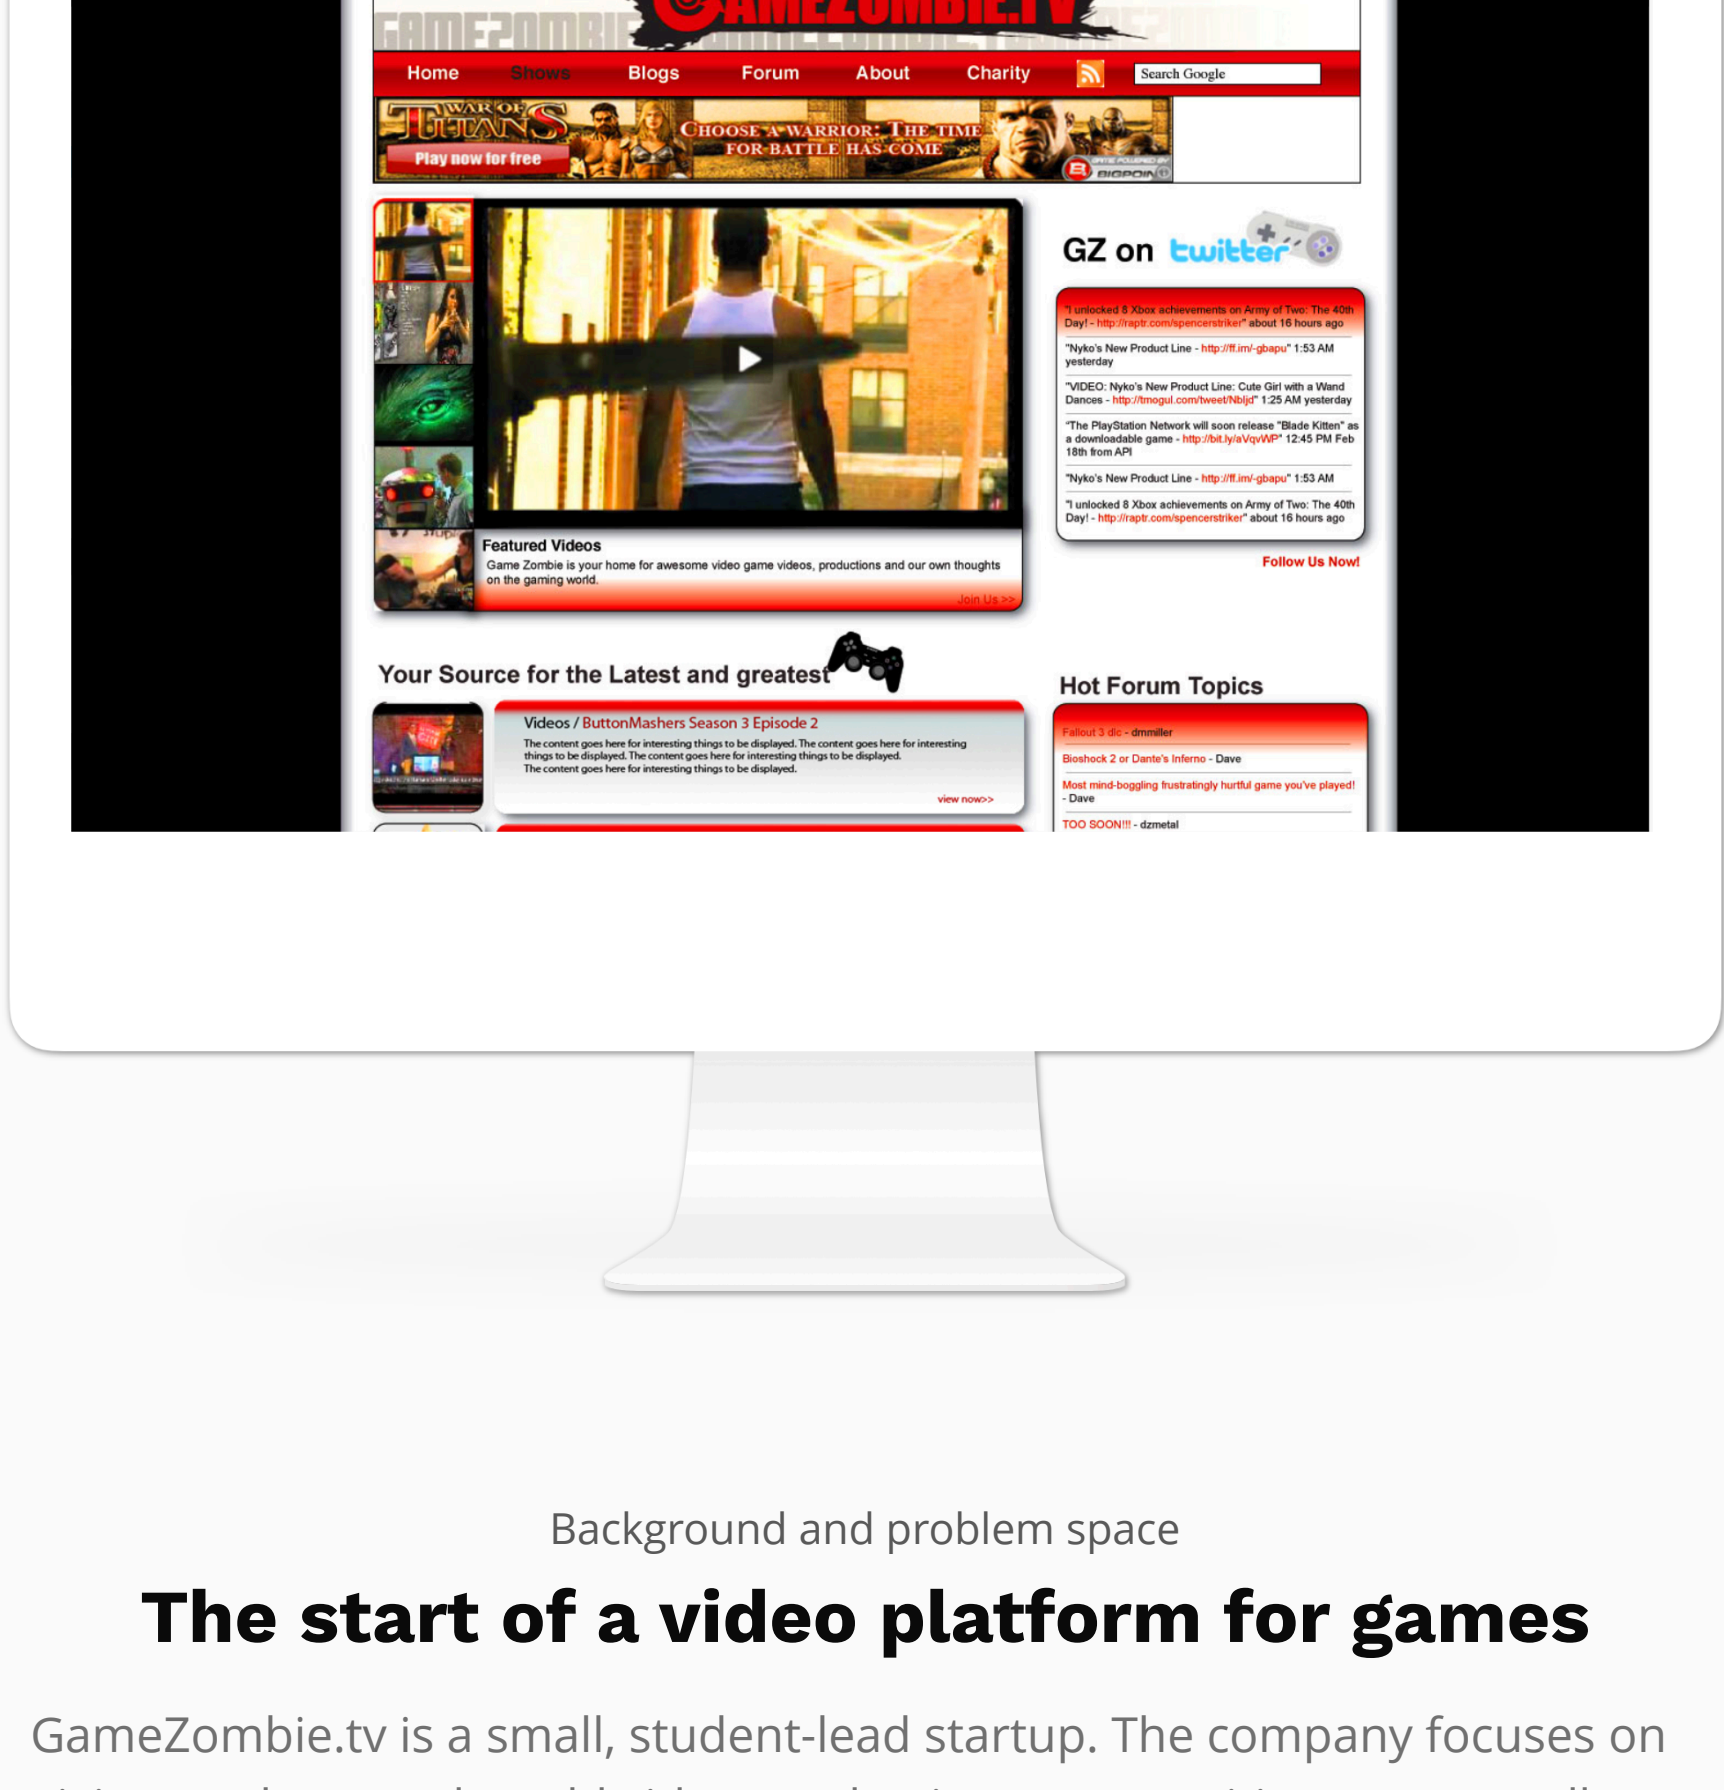 GAMEZOMBIE.TV
Home Shows Blogs Forum About Charity Search Google
WAR OF
TITANS
Play now for free
CHOOSE A WARRIOR: THE TIME
FOR BATTLE HAS COME
GAME POWERED BY
BIGPOINT
GZ on twitter
"I unlocked 8 Xbox achievements on Army of Two: The 40th
Day! - http://raptr.com/spencerstriker" about 16 hours ago
"Nyko's New Product Line - http://ff.im/-gbapu" 1:53 AM
yesterday
"VIDEO: Nyko's New Product Line: Cute Girl with a Wand
Dances - http://tmogul.com/tweet/Nbljd" 1:25 AM yesterday
"The PlayStation Network will soon release "Blade Kitten" as
a downloadable game - http://bit.ly/aVqvWP" 12:45 PM Feb
18th from API
"Nyko's New Product Line - http://ff.im/-gbapu" 1:53 AM
"I unlocked 8 Xbox achievements on Army of Two: The 40th
Day! - http://raptr.com/spencerstriker" about 16 hours ago
Follow Us Now!
Featured Videos
Game Zombie is your home for awesome video game videos, productions and our own thoughts
on the gaming world.
Join Us >>
Your Source for the Latest and greatest
Videos / ButtonMashers Season 3 Episode 2
The content goes here for interesting things to be displayed. The content goes here for interesting
things to be displayed. The content goes here for interesting things to be displayed.
The content goes here for interesting things to be displayed.
view now>>
Hot Forum Topics
Fallout 3 dlc - drnmiller
Bioshock 2 or Dante's Inferno - Dave
Most mind-boggling frustratingly hurtful game you've played!
- Dave
TOO SOON!!! - dzmetal
Background and problem space
The start of a video platform for games
GameZombie.tv is a small, student-lead startup. The company focuses on